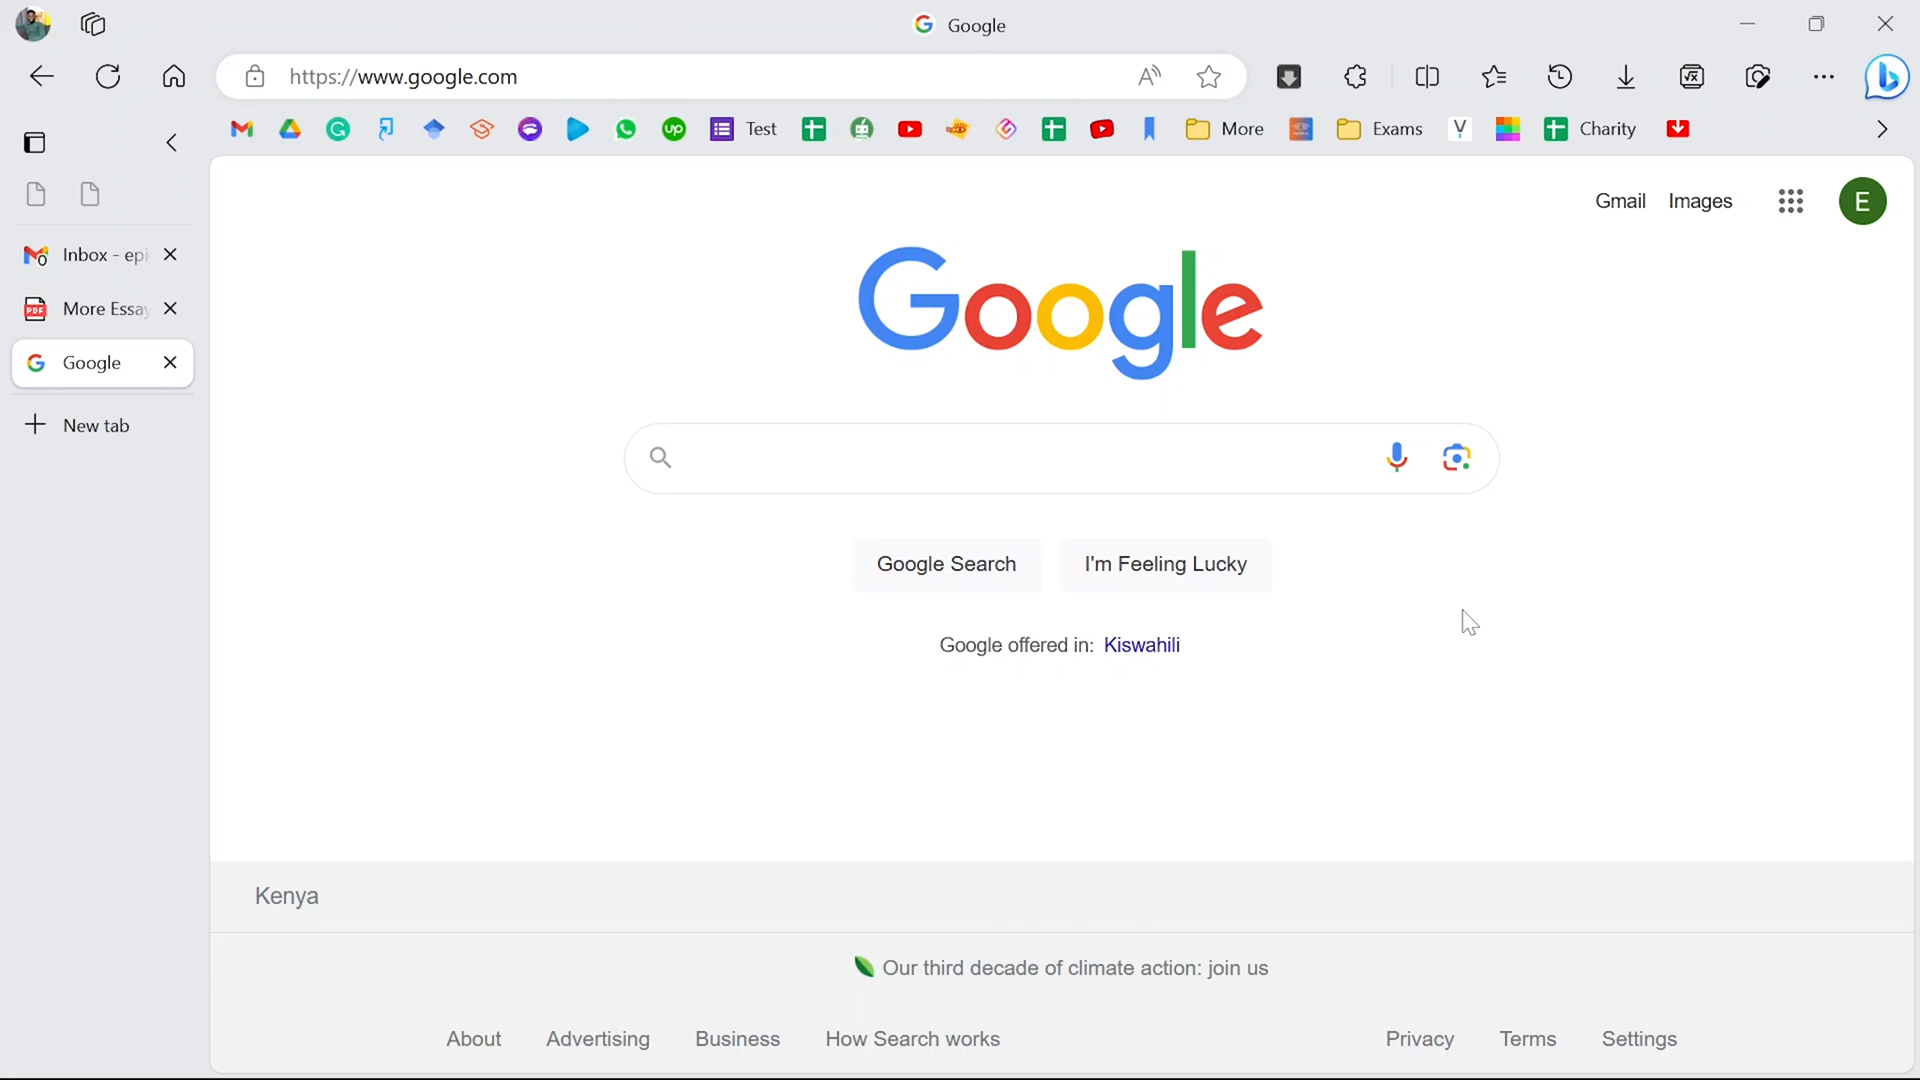 Google
https://www.google.com
Test
More
Exams
Charity
Inbox - epi
More Essay
Google
New tab
Gmail Images
E
Google
Google Search
I'm Feeling Lucky
Google offered in: Kiswahili
Kenya
Our third decade of climate action: join us
About Advertising Business How Search works Privacy Terms Settings